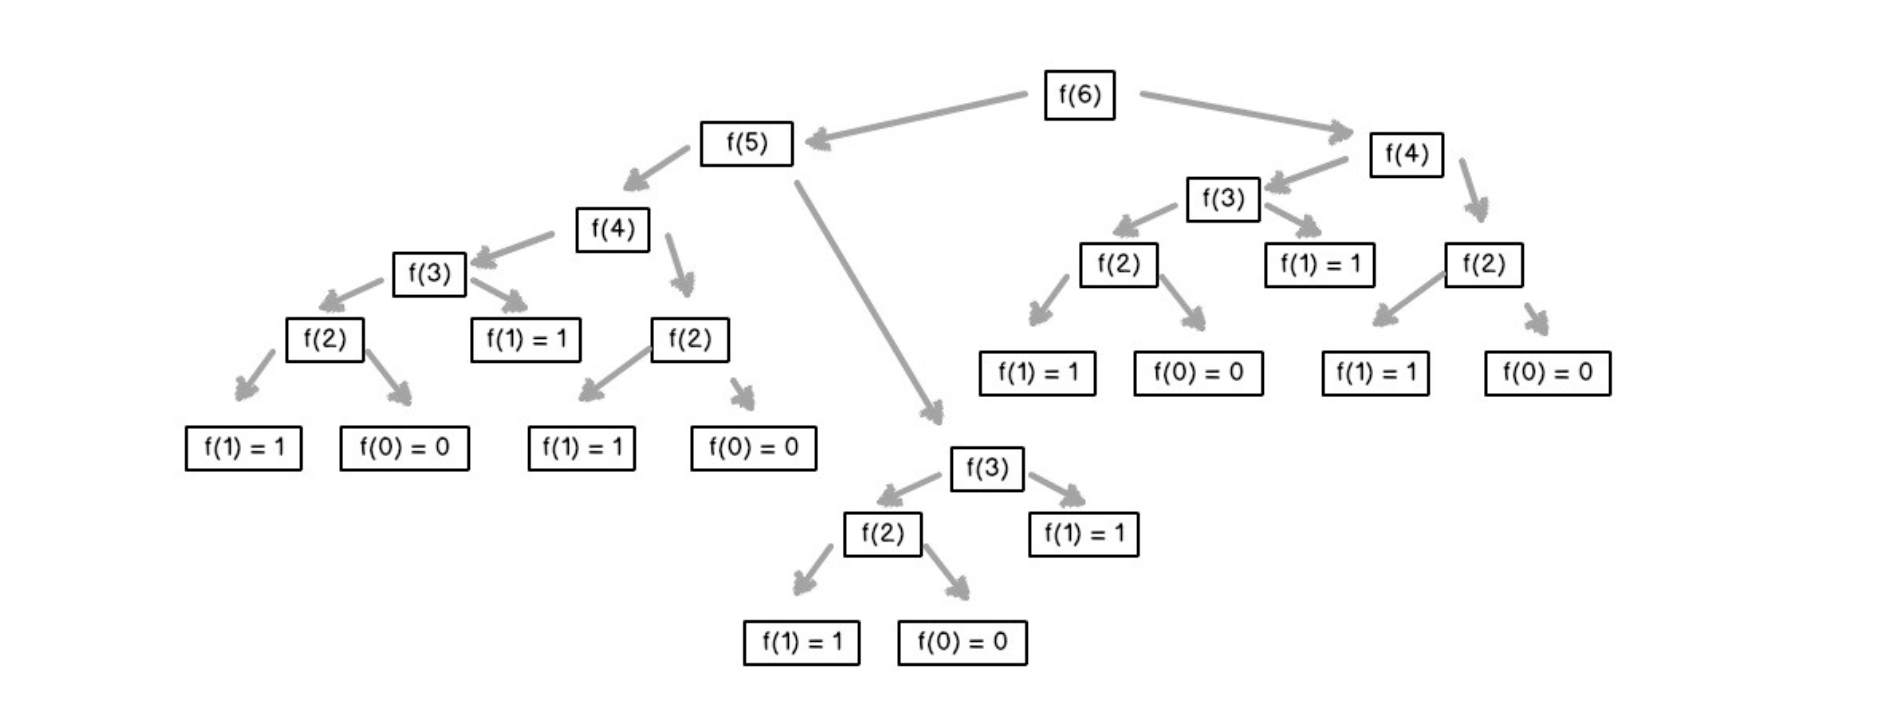 f(6)
f(5)
f(4)
f(3)
f(4)
f(3)
f(2)
f(1) = 1
f(2)
f(2)
f(1) = 1
f(2)
f(1) = 1
f(0) = 0
f(1) = 1
f(0) = 0
f(1) = 1
f(0) = 0
f(1) = 1
f(0) = 0
f(3)
f(2)
f(1) = 1
f(1) = 1
f(0) = 0